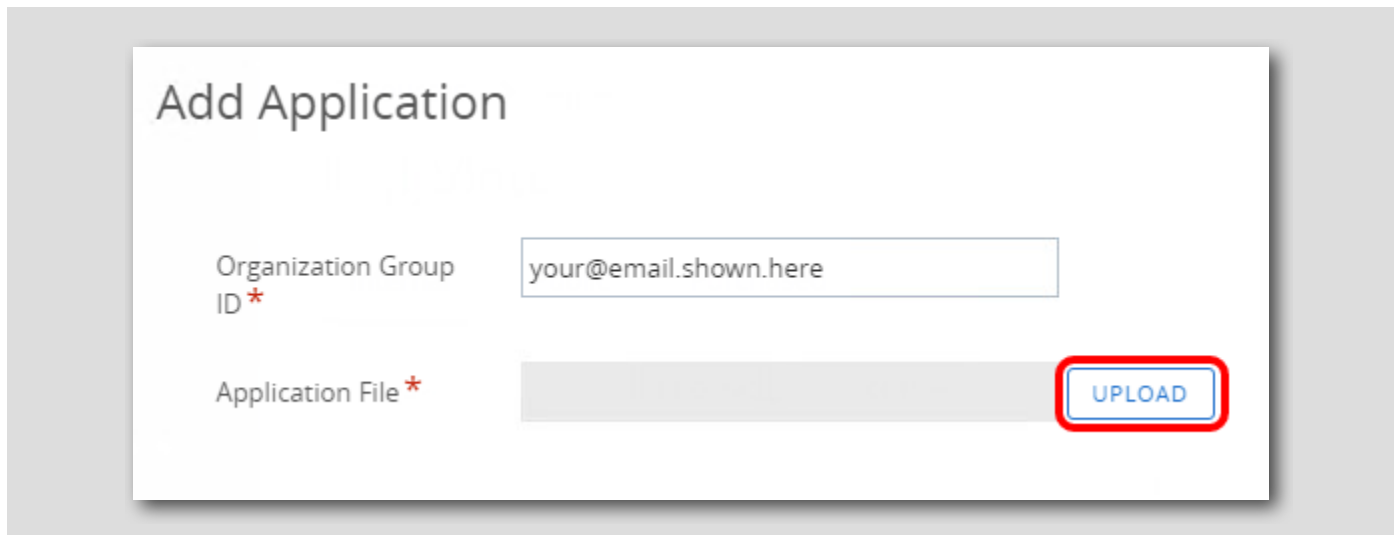 Add Application
Organization Group
ID*
your@email.shown.here
Application File*
UPLOAD